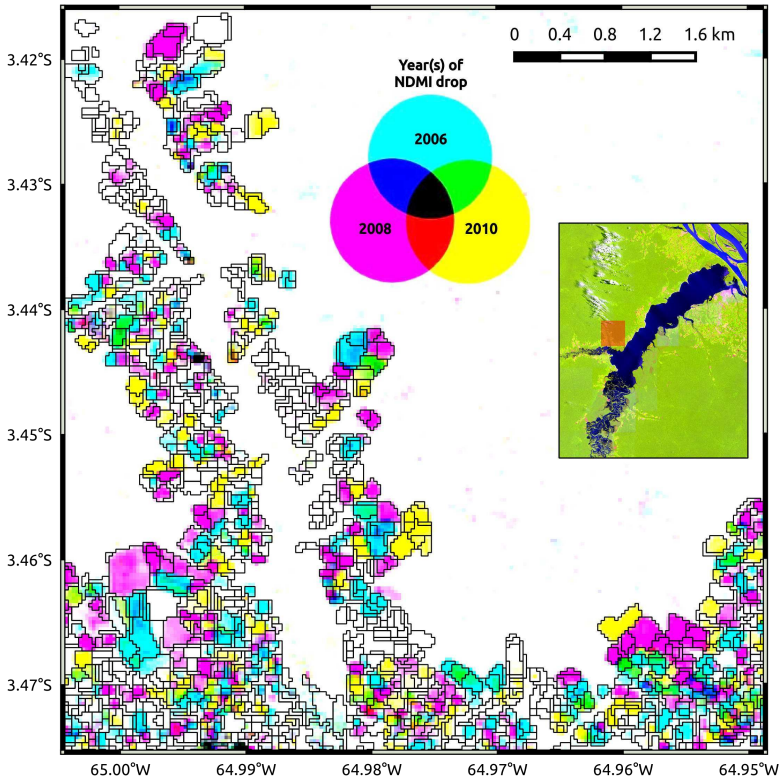 0 0.4 0.8 1.2 1.6 km
Year(s) of
NDMI drop
2006
2008
2010
3.42°S
3.43°S
3.44°S
3.45°S
3.46°S
3.47°S
65.00°W 64.99°W 64.98°W 64.97°W 64.96°W 64.95°W